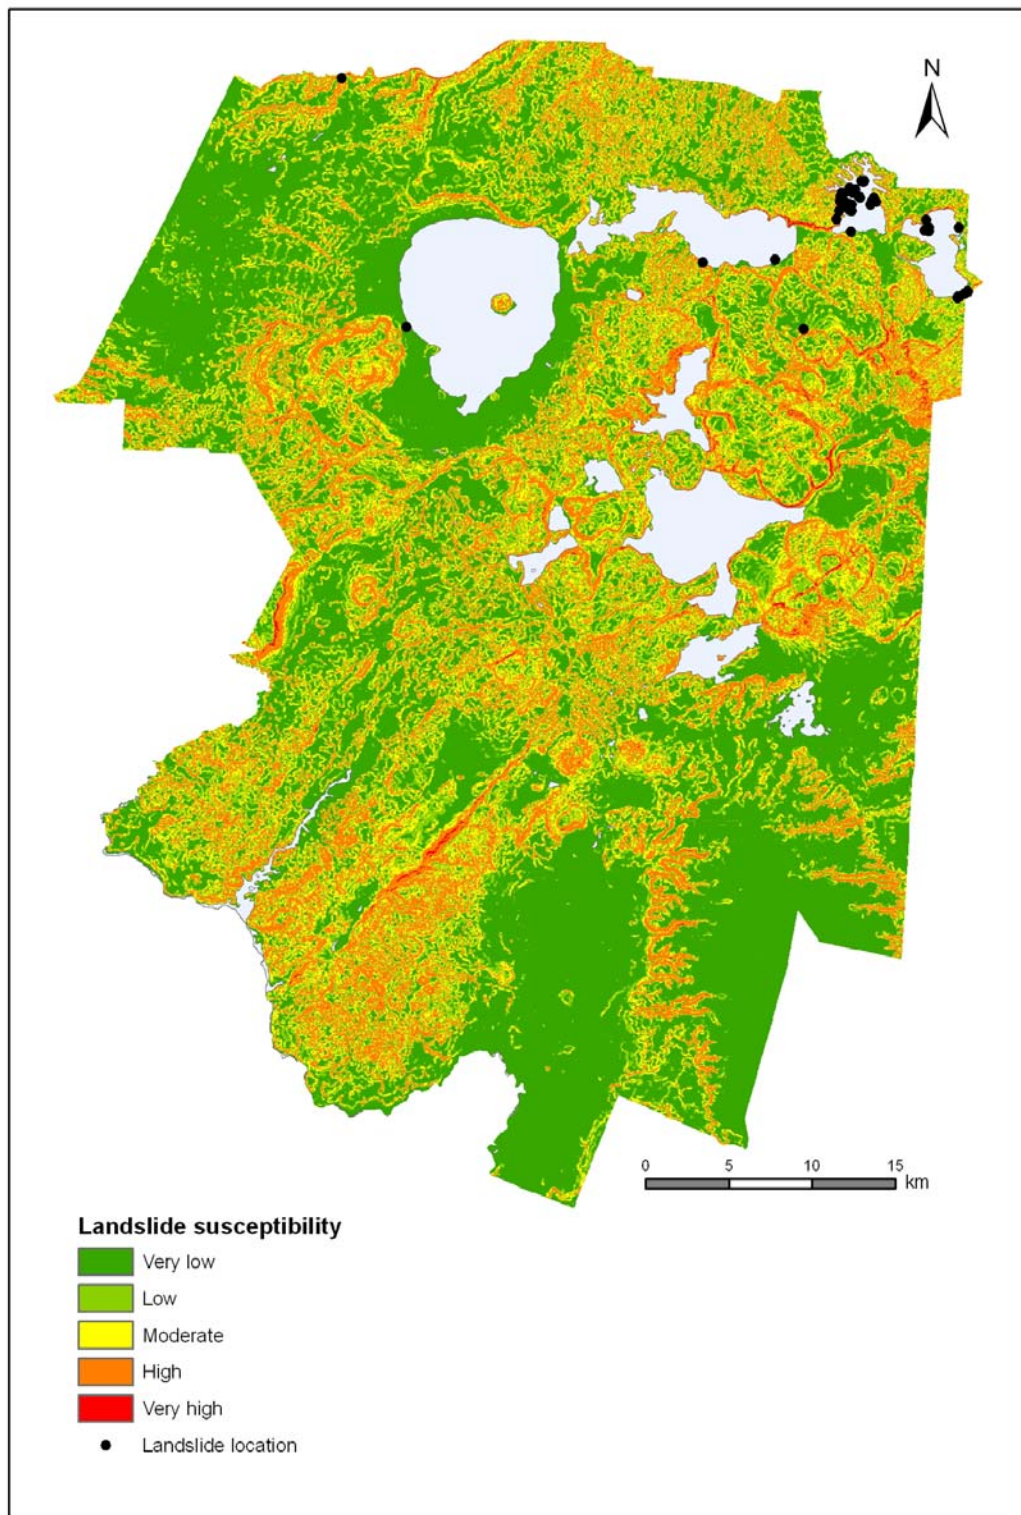 N
0 5 10 15
km
Landslide susceptibility
Very low
Low
Moderate
High
Very high
Landslide location